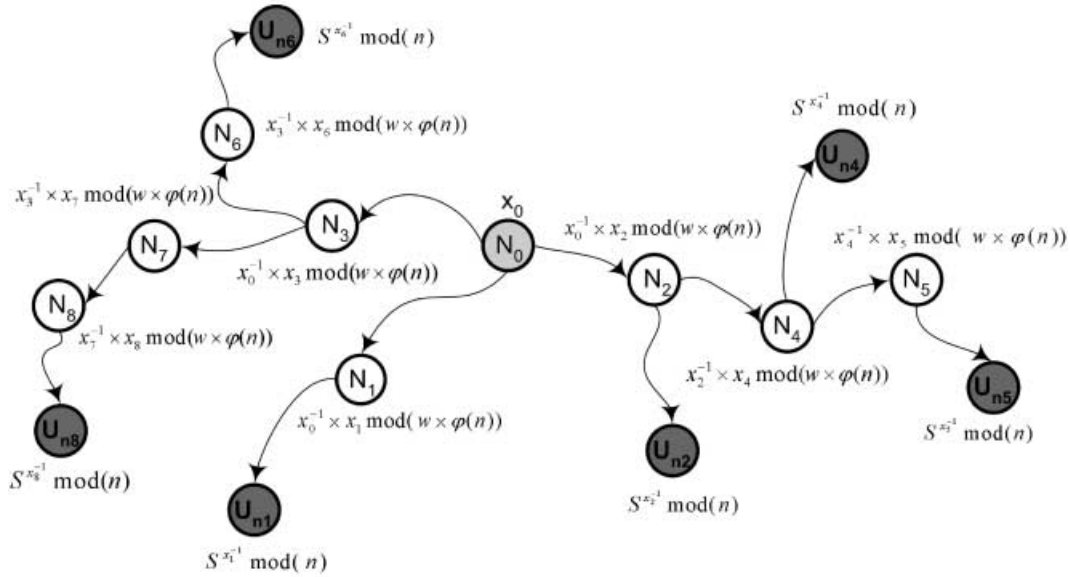 U_n6 S^{x_6^{-1}} mod( n)
N_6 x_3^{-1} × x_6 mod(w × φ(n))
S^{x_4^{-1}} mod( n)
U_n4
x_3^{-1} × x_7 mod(w × φ(n))
x_0
N_3
N_0
x_0^{-1} × x_2 mod(w × φ(n))
N_7
x_4^{-1} × x_5 mod( w × φ(n))
x_0^{-1} × x_3 mod(w × φ(n))
N_2
N_5
N_8
N_4
x_7^{-1} × x_8 mod(w × φ(n))
N_1
x_2^{-1} × x_4 mod(w × φ(n))
U_n5
x_0^{-1} × x_1 mod( w × φ(n))
U_n8
S^{x_5^{-1}} mod(n)
U_n2
S^{x_8^{-1}} mod(n)
U_n1
S^{x_2^{-1}} mod(n)
S^{x_1^{-1}} mod( n)